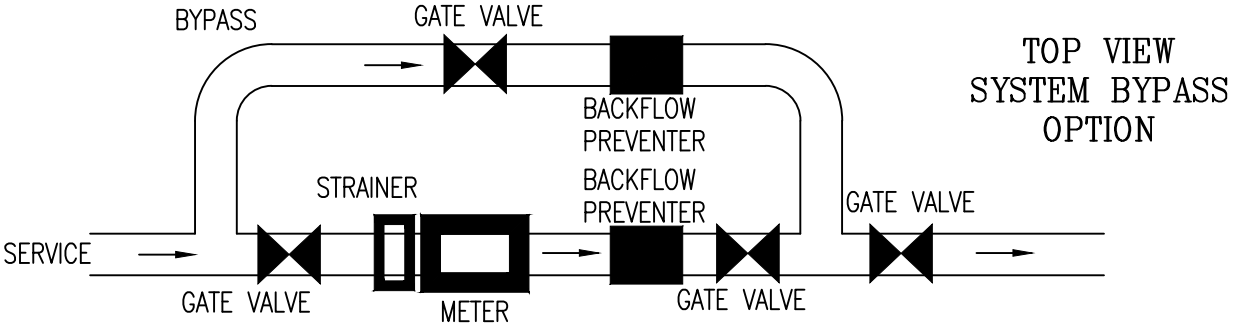 BYPASS
GATE VALVE
TOP VIEW
SYSTEM BYPASS
OPTION
BACKFLOW
PREVENTER
STRAINER
BACKFLOW
PREVENTER
GATE VALVE
SERVICE
GATE VALVE
METER
GATE VALVE